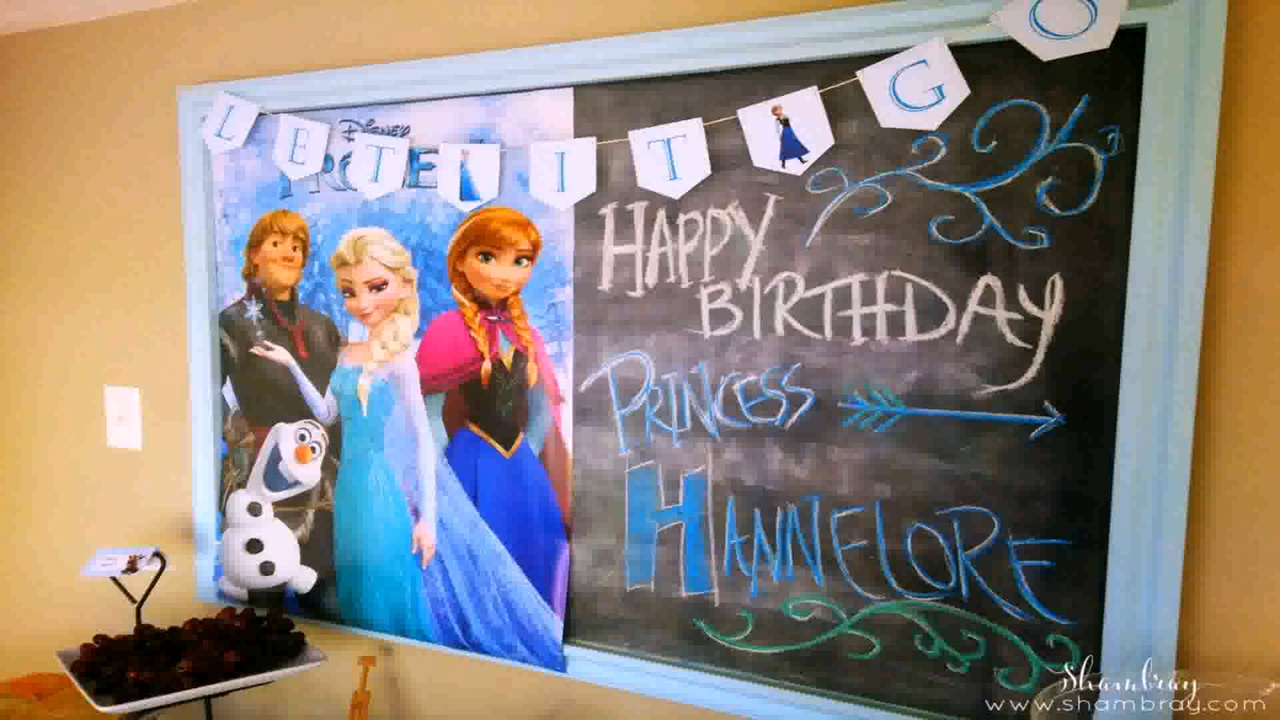 LET IT GO
DISNEY
FROZEN
HAPPY
BIRTHDAY
PRINCESS
HANNELORE
Shambray
www.shambray.com